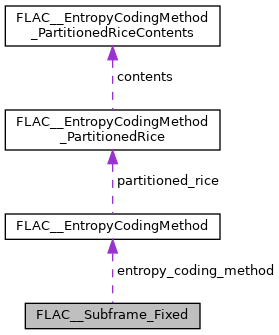 FLAC__EntropyCodingMethod
_PartitionedRiceContents
contents
FLAC__EntropyCodingMethod
_PartitionedRice
partitioned_rice
FLAC__EntropyCodingMethod
entropy_coding_method
FLAC__Subframe_Fixed